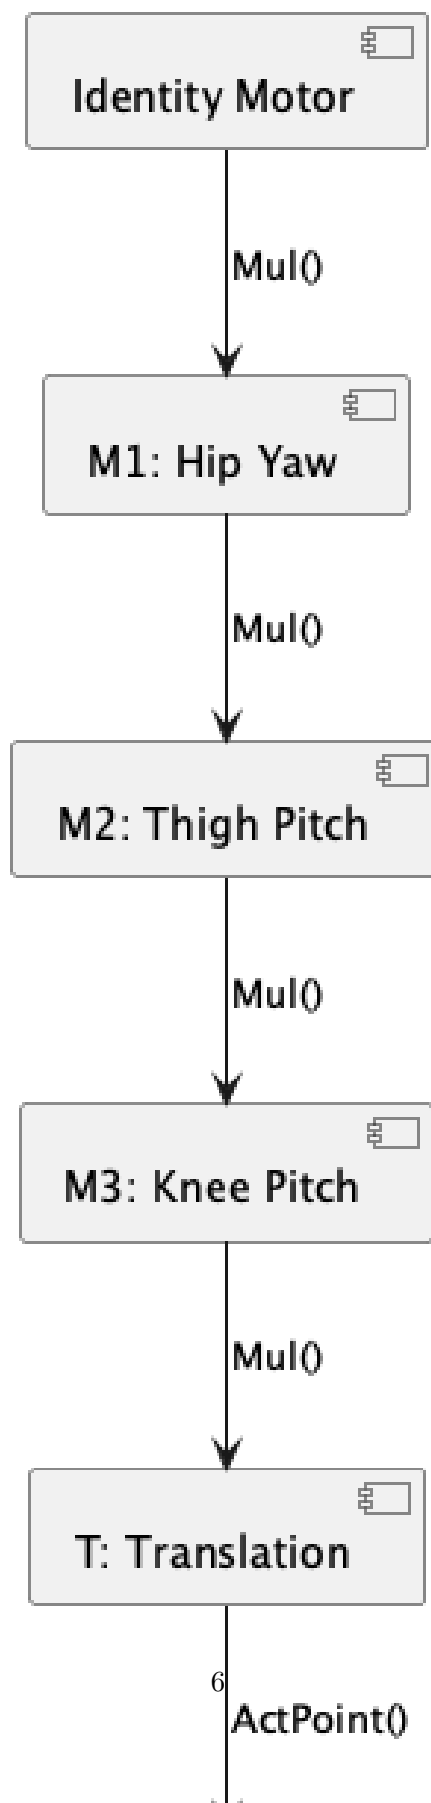 Identity Motor
Mul()
M1: Hip Yaw
Mul()
M2: Thigh Pitch
Mul()
M3: Knee Pitch
Mul()
T: Translation
6
ActPoint()